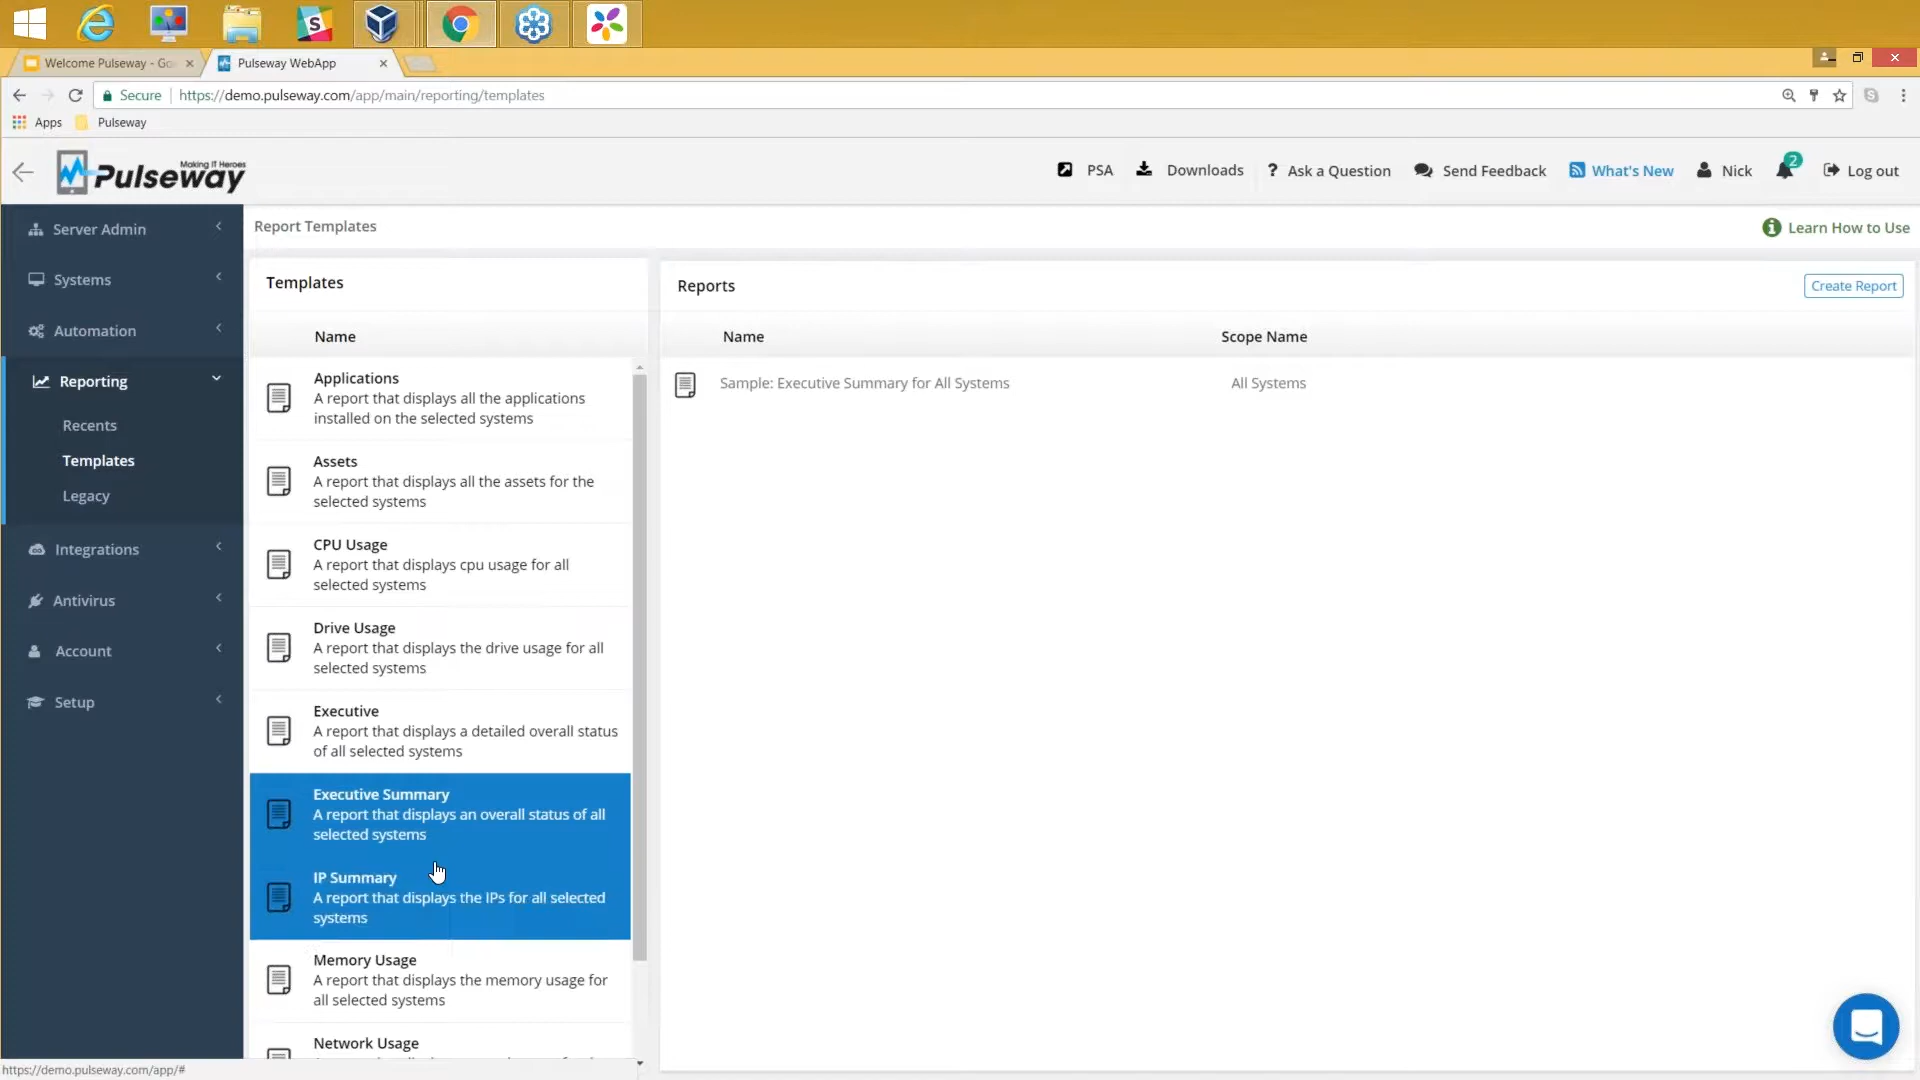 Welcome Pulseway - Go
Pulseway WebApp
Secure
https://demo.pulseway.com/app/main/reporting/templates
Apps
Pulseway
Making IT Heroes
Pulseway
PSA
Downloads
? Ask a Question
Send Feedback
What's New
Nick
2
Log out
Server Admin
Systems
Automation
Reporting
Recents
Templates
Legacy
Integrations
Antivirus
Account
Setup
Report Templates
Learn How to Use
Templates
Name
Applications
A report that displays all the applications
installed on the selected systems
Assets
A report that displays all the assets for the
selected systems
CPU Usage
A report that displays cpu usage for all
selected systems
Drive Usage
A report that displays the drive usage for all
selected systems
Executive
A report that displays a detailed overall status
of all selected systems
Executive Summary
A report that displays an overall status of all
selected systems
IP Summary
A report that displays the IPs for all selected
systems
Memory Usage
A report that displays the memory usage for
all selected systems
Network Usage
Reports
Create Report
Name
Scope Name
Sample: Executive Summary for All Systems
All Systems
https://demo.pulseway.com/app/#